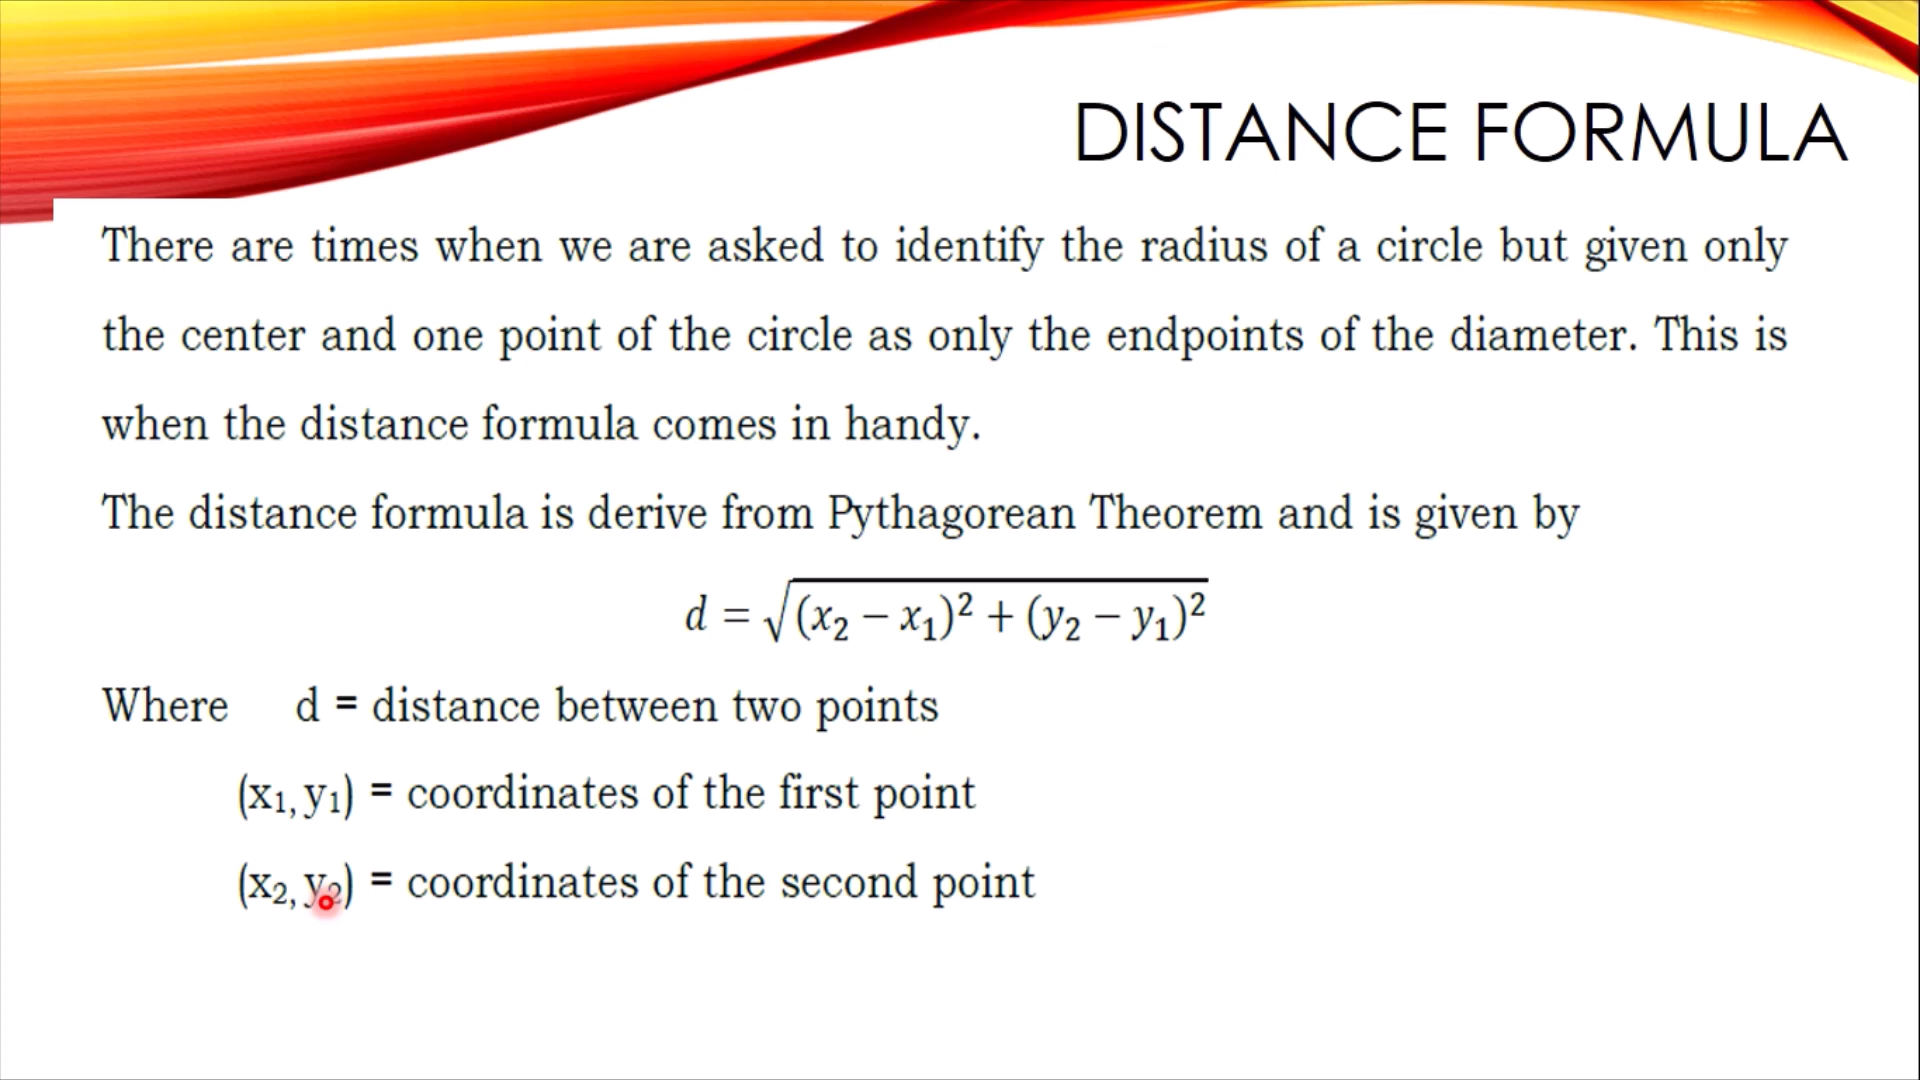 DISTANCE FORMULA
There are times when we are asked to identify the radius of a circle but given only
the center and one point of the circle as only the endpoints of the diameter. This is
when the distance formula comes in handy.
The distance formula is derive from Pythagorean Theorem and is given by
d = √(x₂ − x₁)² + (y₂ − y₁)²
Where d = distance between two points
(x₁, y₁) = coordinates of the first point
(x₂, y₂) = coordinates of the second point